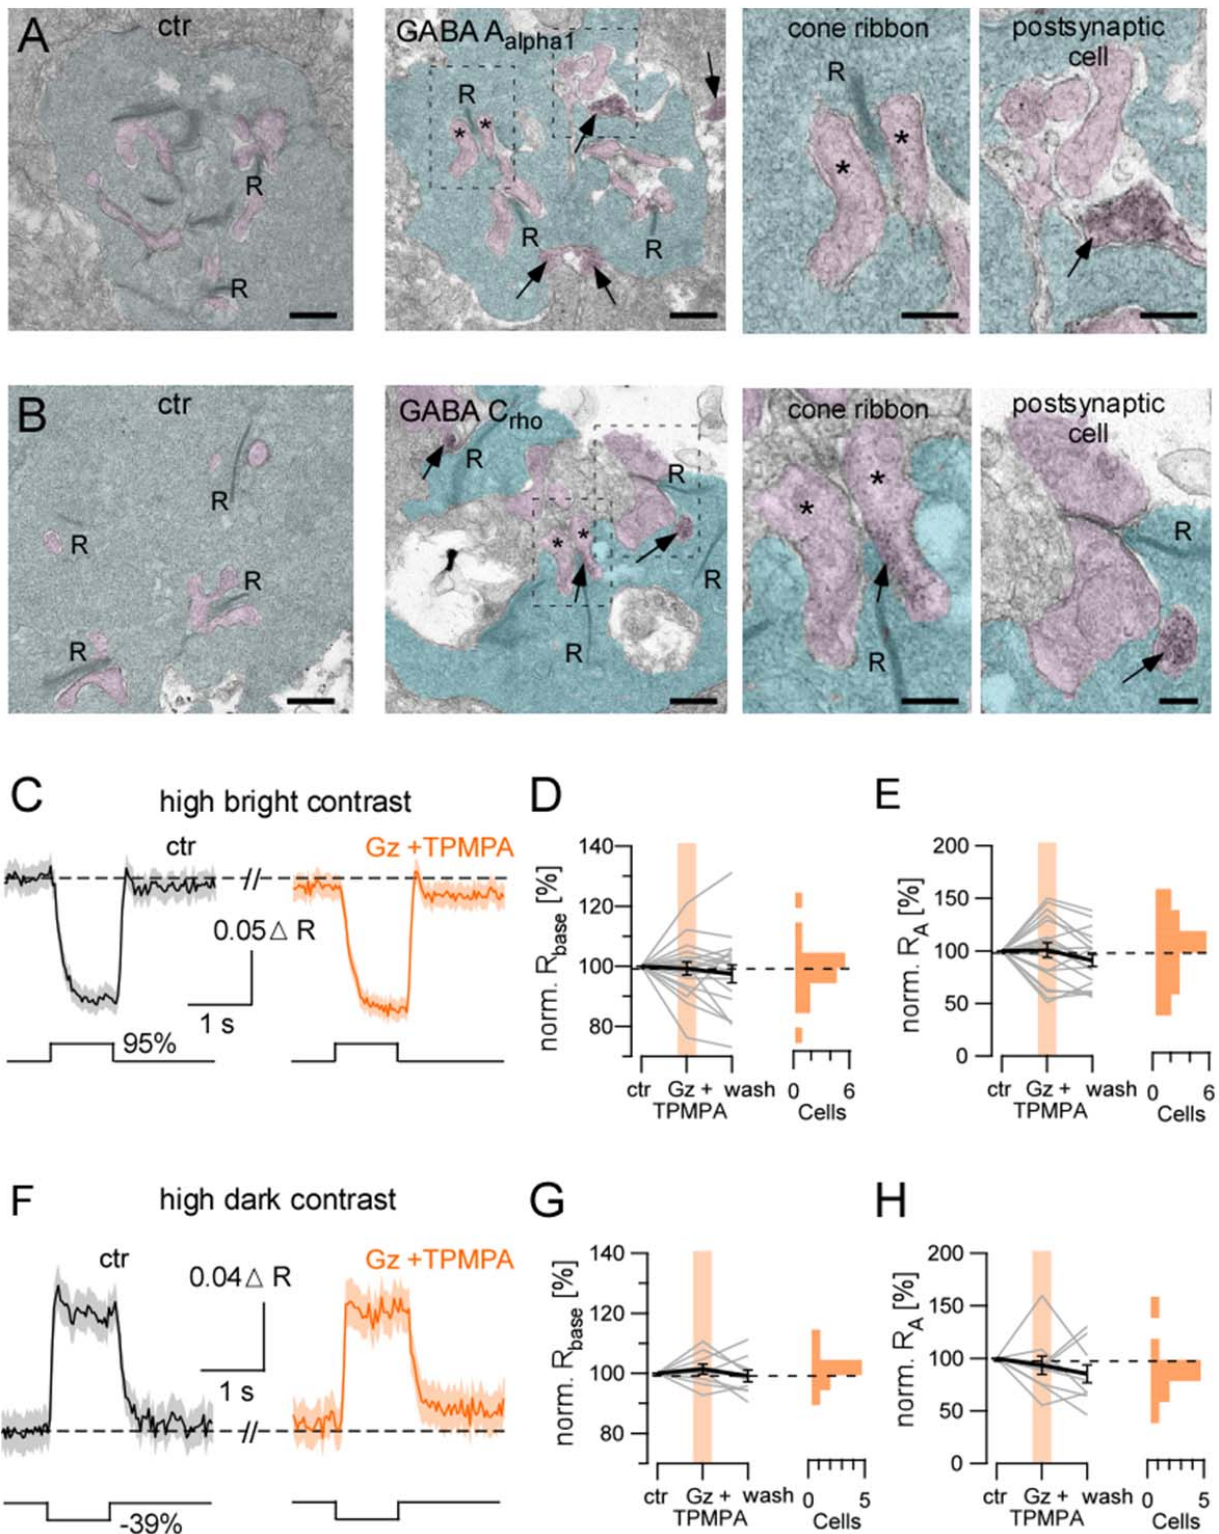 A
ctr
R
R
GABA A alpha1
R
*
*
R
R
cone ribbon
R
*
*
postsynaptic
cell
B
ctr
R
R
R
R
GABA C rho
R
R
*
*
R
R
cone ribbon
*
*
R
postsynaptic
cell
R
C
high bright contrast
ctr
Gz +TPMPA
//
0.05 △ R
1 s
95%
D
norm. Rbase [%]
140
120
100
80
ctr
Gz +
TPMPA
wash
0
6
Cells
E
norm. RA [%]
200
150
100
50
0
ctr
Gz +
TPMPA
wash
0
6
Cells
F
high dark contrast
ctr
Gz +TPMPA
0.04 △ R
1 s
//
-39%
G
norm. Rbase [%]
140
120
100
80
ctr
Gz +
TPMPA
wash
0
5
Cells
H
norm. RA [%]
200
150
100
50
0
ctr
Gz +
TPMPA
wash
0
5
Cells